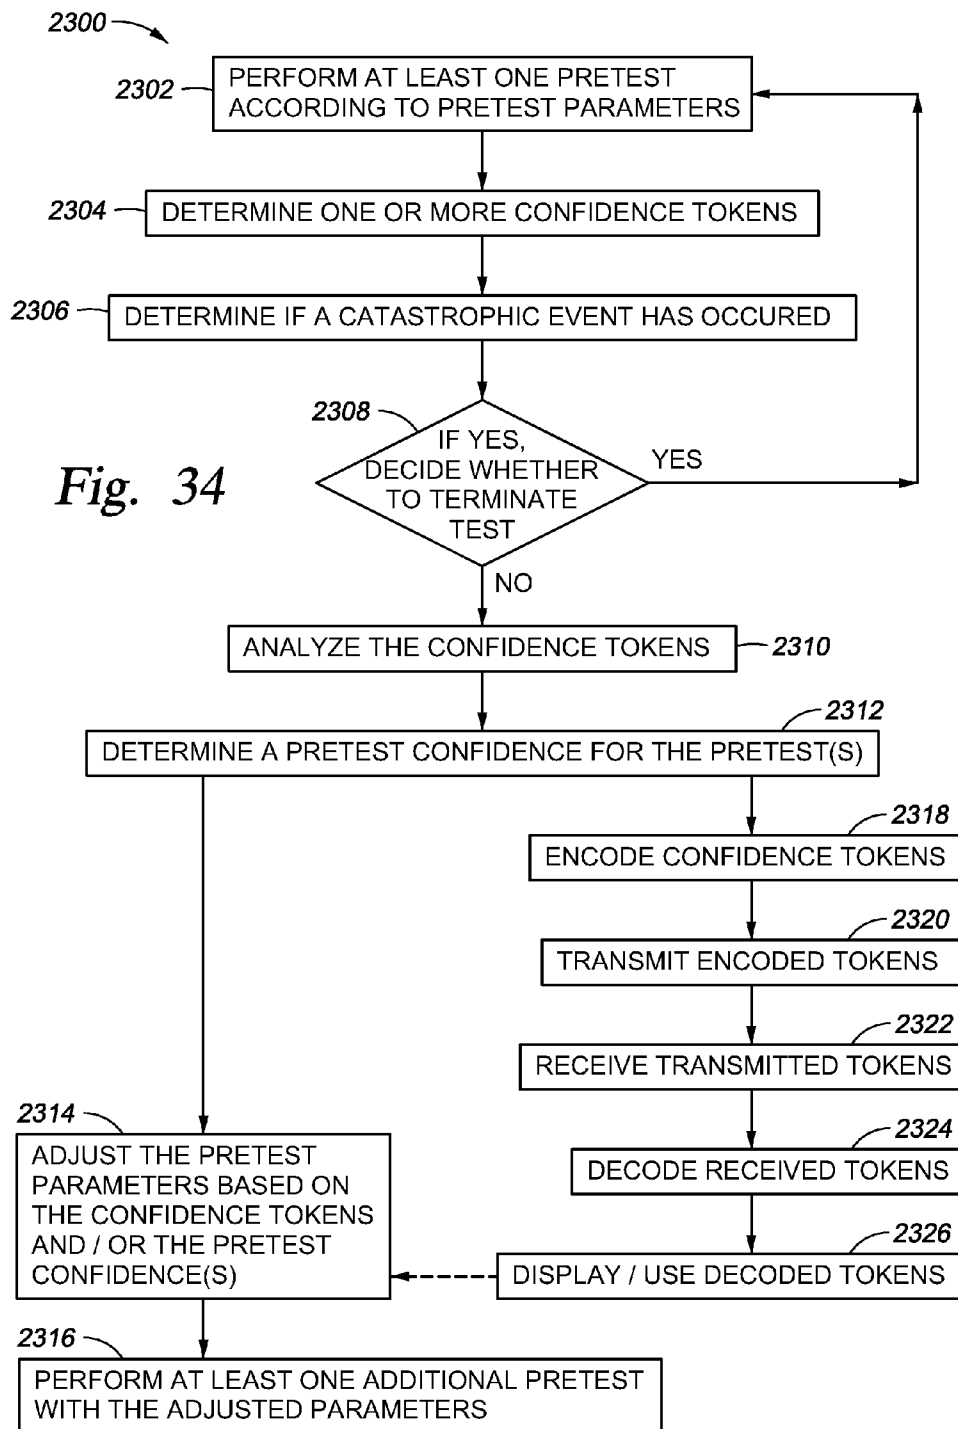 2300
2302
PERFORM AT LEAST ONE PRETEST
ACCORDING TO PRETEST PARAMETERS
2304
DETERMINE ONE OR MORE CONFIDENCE TOKENS
2306
DETERMINE IF A CATASTROPHIC EVENT HAS OCCURED
2308
IF YES,
DECIDE WHETHER
TO TERMINATE
TEST
YES
Fig. 34
NO
ANALYZE THE CONFIDENCE TOKENS
2310
2312
DETERMINE A PRETEST CONFIDENCE FOR THE PRETEST(S)
2318
ENCODE CONFIDENCE TOKENS
2320
TRANSMIT ENCODED TOKENS
2322
RECEIVE TRANSMITTED TOKENS
2324
DECODE RECEIVED TOKENS
2326
DISPLAY / USE DECODED TOKENS
2314
ADJUST THE PRETEST
PARAMETERS BASED ON
THE CONFIDENCE TOKENS
AND / OR THE PRETEST
CONFIDENCE(S)
2316
PERFORM AT LEAST ONE ADDITIONAL PRETEST
WITH THE ADJUSTED PARAMETERS